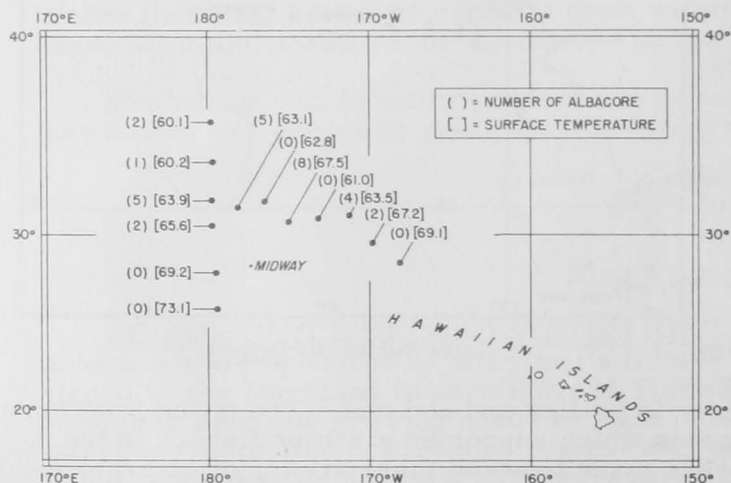 170°E 180° 170°W 160° 150°
40° 40°
( ) = NUMBER OF ALBACORE
[ ] = SURFACE TEMPERATURE
(2) [60.1]
(5) [63.1]
(0) [62.8]
(1) [60.2]
(8) [67.5]
(0) [61.0]
(5) [63.9]
(4) [63.5]
(2) [67.2]
(2) [65.6]
(0) [69.1]
30° 30°
(0) [69.2]
MIDWAY
(0) [73.1]
HAWAIIAN ISLANDS
20° 20°
170°E 180° 170°W 160° 150°